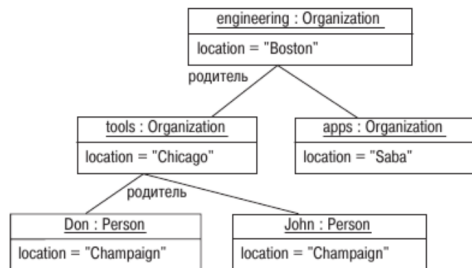 engineering : Organization
location = "Boston"
родитель
tools : Organization
location = "Chicago"
apps : Organization
location = "Saba"
родитель
Don : Person
location = "Champaign"
John : Person
location = "Champaign"